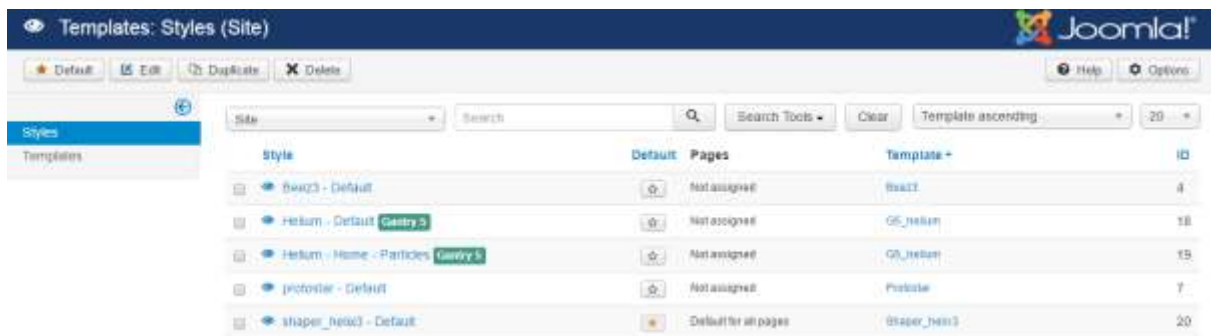 Templates: Styles (Site)
Joomla!
Default Edit Duplicate Delete Help Options
Site Search Search Tools Clear Template ascending 20
Styles
Templates
Style Default Pages Template ID
Beez3 - Default Not assigned Beez3 4
Helium - Default Gantry 5 Not assigned G5_helium 18
Helium - Home - Particles Gantry 5 Not assigned G5_helium 19
protostar - Default Not assigned Protostar 7
shaper_helix3 - Default Default for all pages Shaper_helix3 20